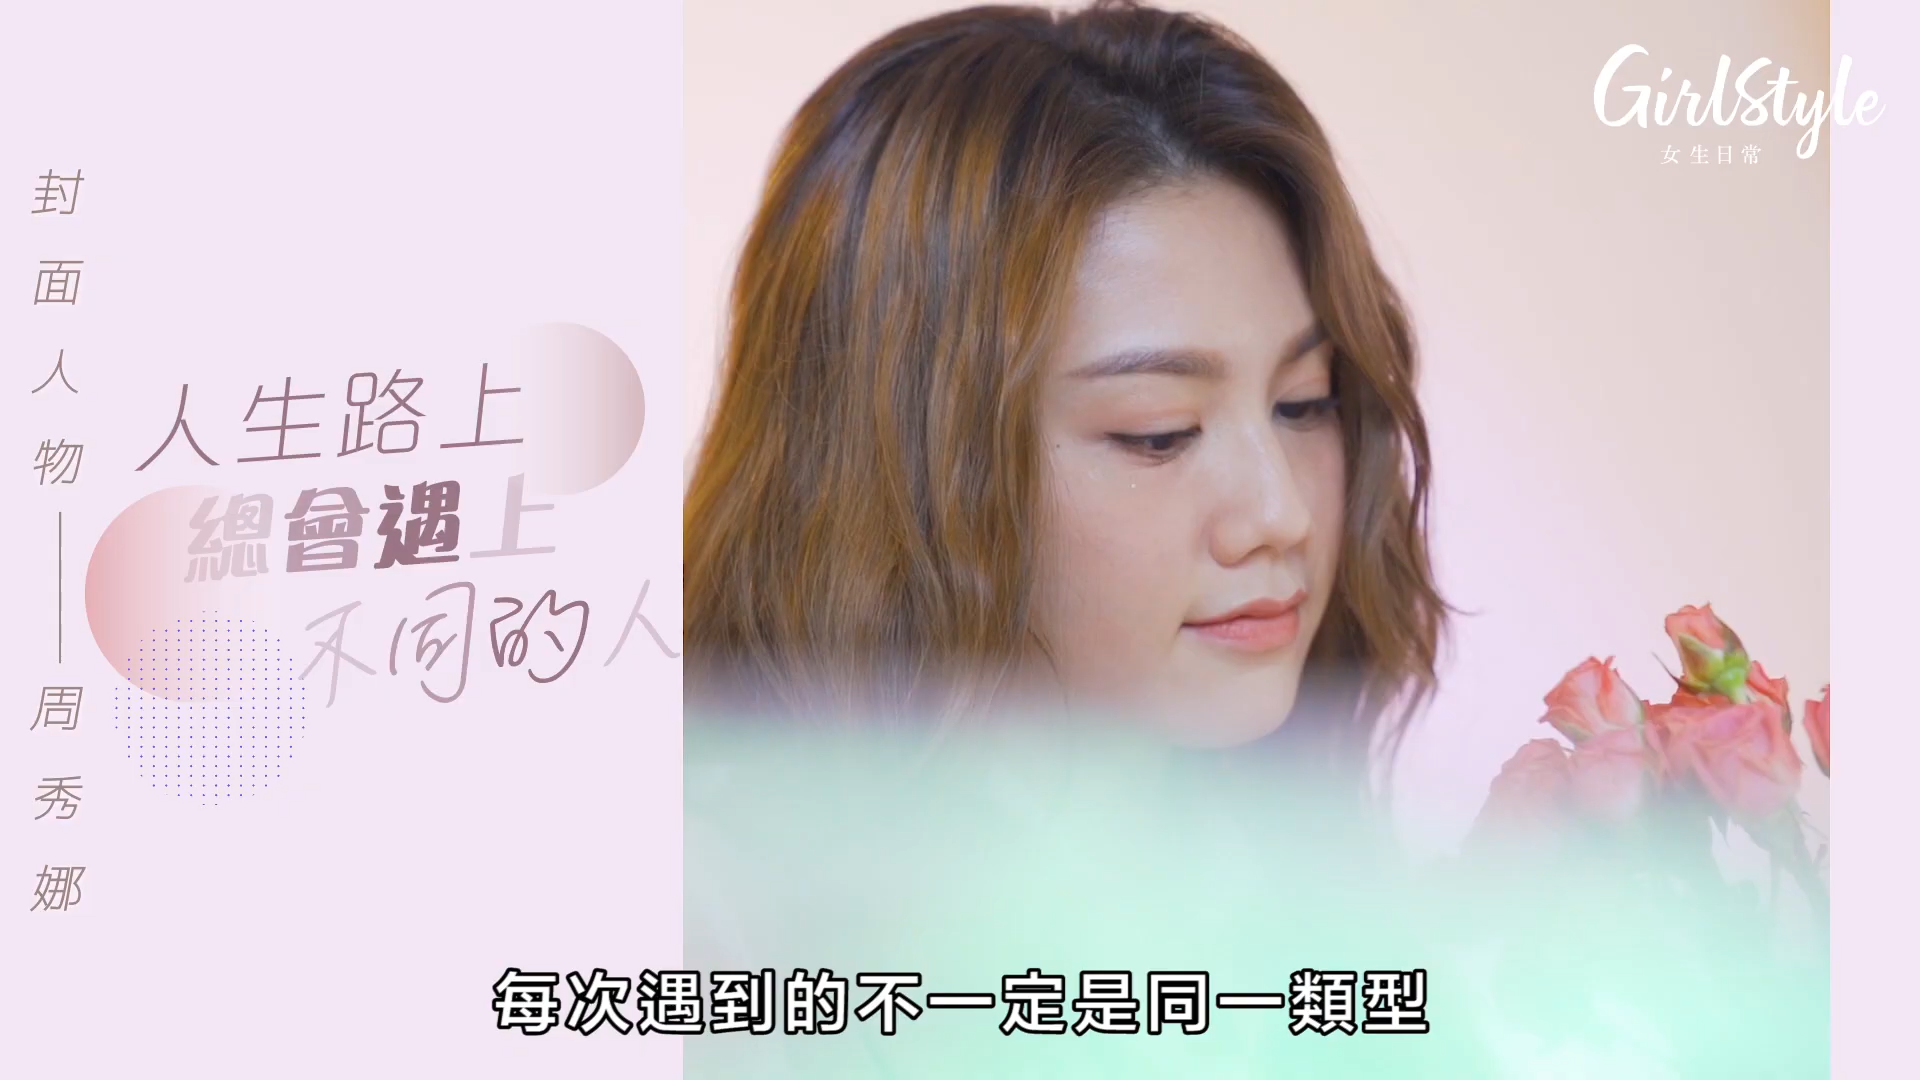 GirlStyle
女生日常
封面人物——周秀娜
人生路上
總會遇上
不同的人
每次遇到的不一定是同一類型